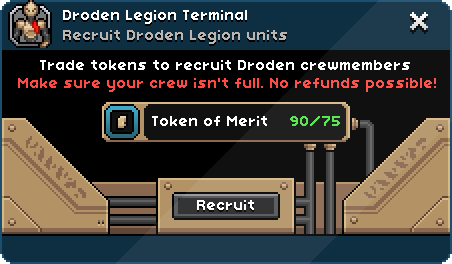 Droden Legion Terminal
Recruit Droden Legion units
Trade tokens to recruit Droden crewmembers
Make sure your crew isn't full. No refunds possible!
Token of Merit 90/75
Recruit